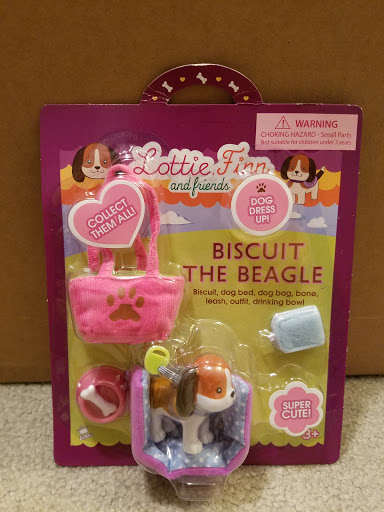 WARNING
CHOKING HAZARD - Small Parts
Not suitable for children under 3 years
Lottie, Finn
and friends
COLLECT
THEM ALL!
DOG
DRESS
UP!
BISCUIT
THE BEAGLE
Biscuit, dog bed, dog bag, bone,
leash, outfit, drinking bowl
SUPER
CUTE!
3+